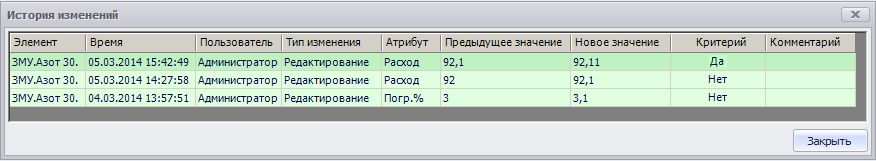 История изменений
Элемент Время Пользователь Тип изменения Атрибут Предыдущее значение Новое значение Критерий Комментарий
ЗМУ.Азот 30. 05.03.2014 15:42:49 Администратор Редактирование Расход 92,1 92,11 Да
ЗМУ.Азот 30. 05.03.2014 14:27:58 Администратор Редактирование Расход 92 92,1 Нет
ЗМУ.Азот 30. 04.03.2014 13:57:51 Администратор Редактирование Погр.% 3 3,1 Нет
Закрыть